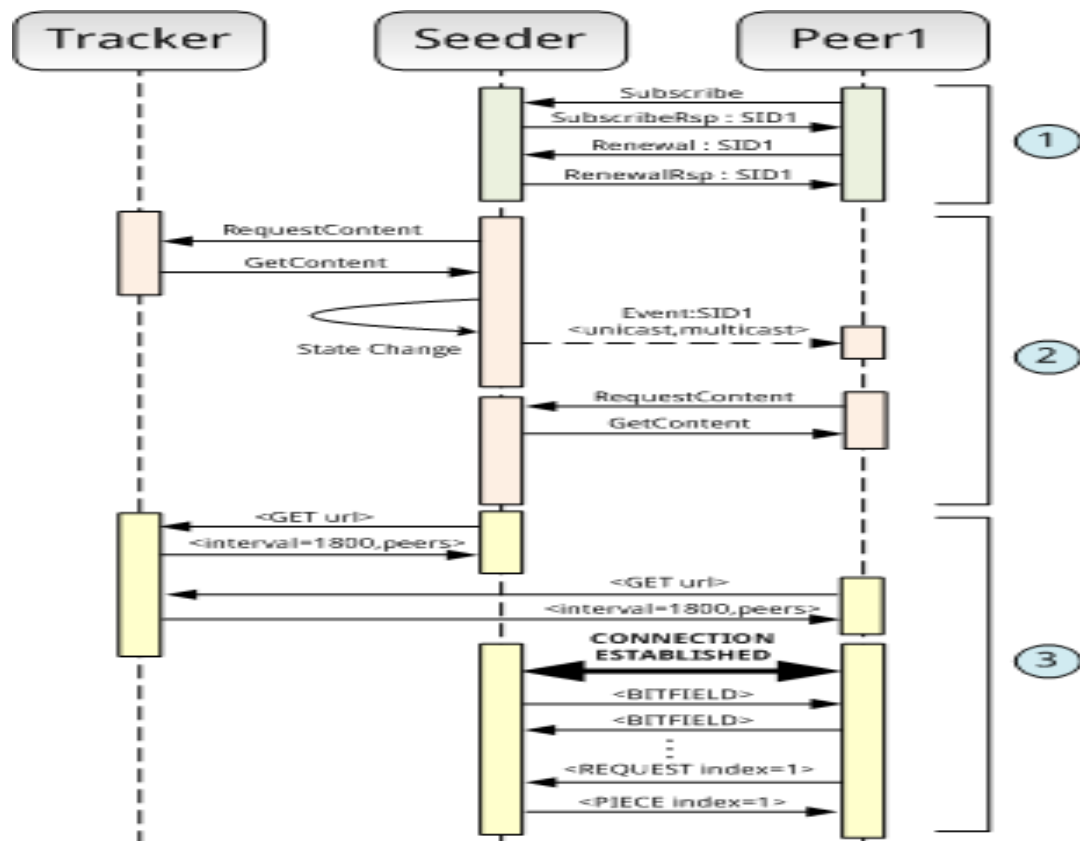 Tracker
Seeder
Peer1
Subscribe
SubscribeRsp : SID1
Renewal : SID1
RenewalRsp : SID1
1
RequestContent
GetContent
State Change
Event:SID1
<unicast,multicast>
RequestContent
GetContent
2
<GET url>
<interval=1800,peers>
<GET url>
<interval=1800,peers>
CONNECTION
ESTABLISHED
<BITFIELD>
<BITFIELD>
⋮
<REQUEST index=1>
<PIECE index=1>
3